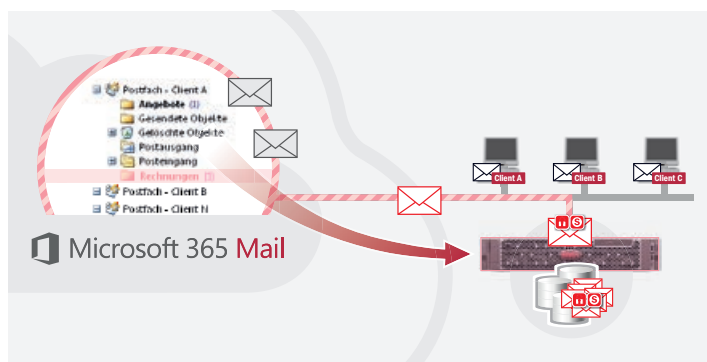 Postfach - Client A
Angebote (1)
Gesendete Objekte
Gelöschte Objekte
Postausgang
Posteingang
Rechnungen (1)
Postfach - Client B
Postfach - Client N
Microsoft 365 Mail
Client A
Client B
Client C